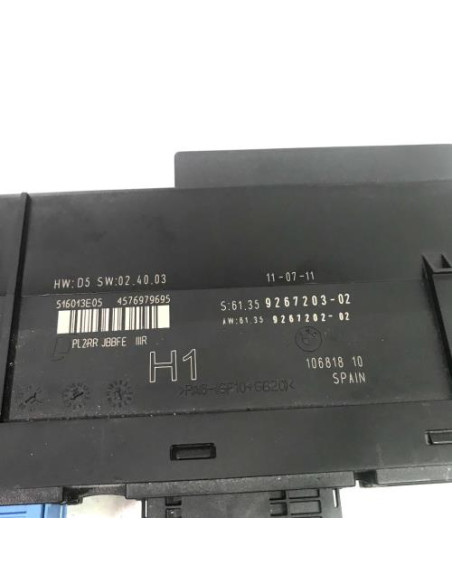 HW:D5 SW:02.40.03 11-07-11
516013E05 4576979695
S:61.35 9267203-02
AW:61.35 9267202-02
PL2RR JBBFE IIIR
H1
106818 10
SPAIN